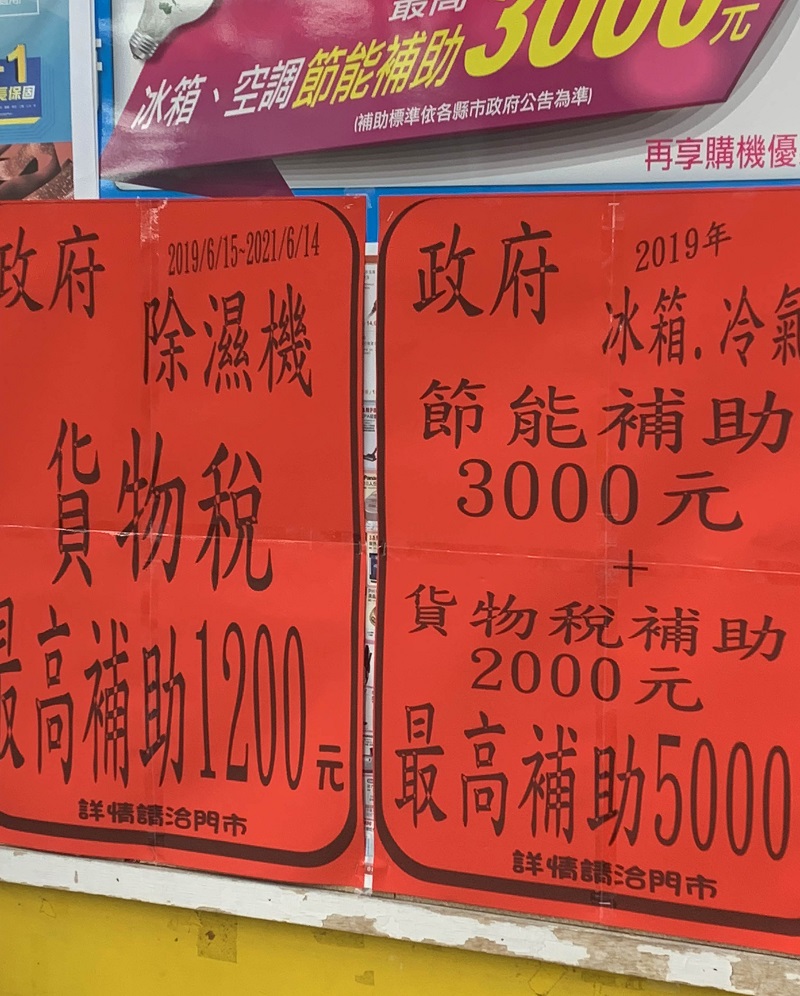 最高3000元
冰箱、空調節能補助
(補助標準依各縣市政府公告為準)
再享購機優
1
保固
政府
2019/6/15~2021/6/14
除濕機
貨物稅
最高補助1200元
詳情請洽門市
政府
2019年
冰箱.冷氣
節能補助
3000元
+
貨物稅補助
2000元
最高補助5000
詳情請洽門市